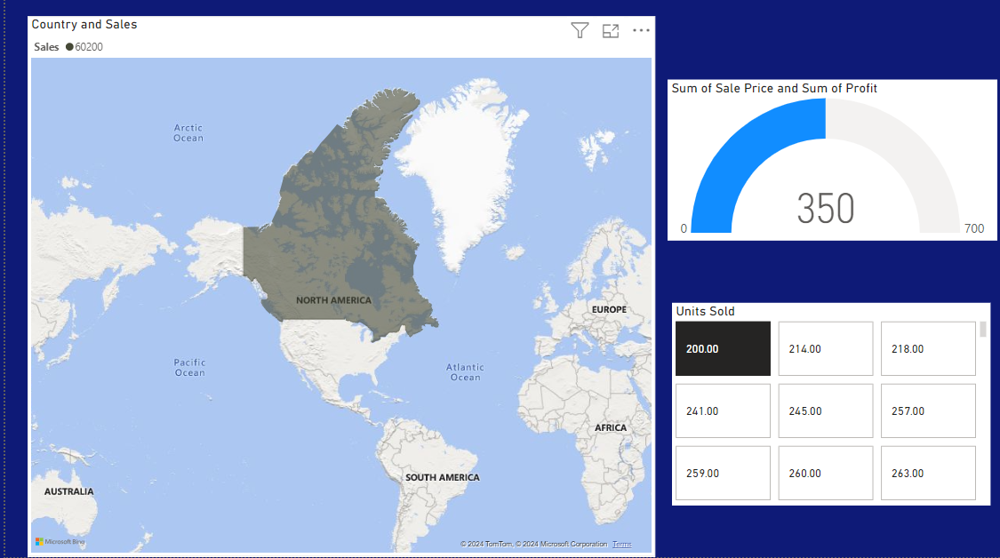 Country and Sales
Sales 60200
Arctic
Ocean
NORTH AMERICA
EUROPE
Pacific
Ocean
Atlantic
Ocean
AFRICA
SOUTH AMERICA
AUSTRALIA
Microsoft Bing
© 2024 TomTom, © 2024 Microsoft Corporation Terms
Sum of Sale Price and Sum of Profit
350
0 700
Units Sold
200.00 214.00 218.00
241.00 245.00 257.00
259.00 260.00 263.00